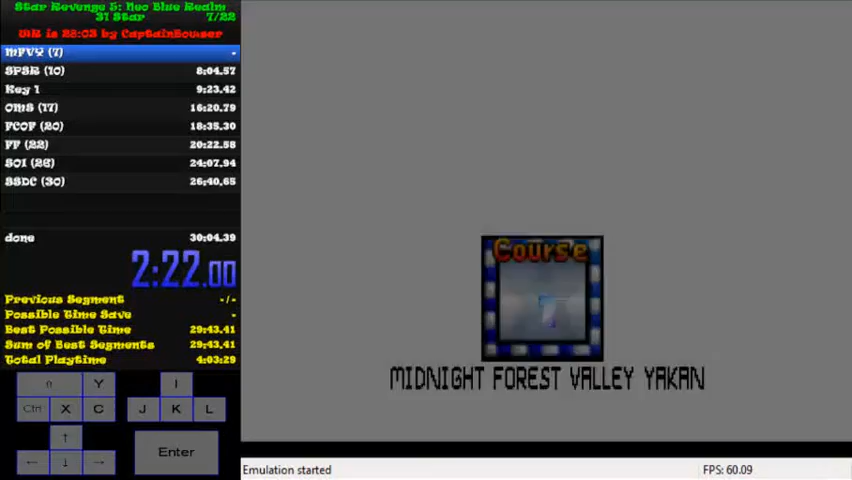 Star Revenge 5: Neo Blue Realm
31 Star 7/22
WR is 28:03 by CaptainBowser
MFVY (7) -
SPSR (10) 8:04.57
Key 1 9:23.42
OMS (17) 16:20.79
FCOF (20) 18:35.30
FF (22) 20:22.58
SOI (26) 24:07.94
SSDC (30) 26:40.65
done 30:04.39
2:22.00
Previous Segment -/-
Possible Time Save -
Best Possible Time 29:43.41
Sum of Best Segments 29:43.41
Total Playtime 4:03:29
Course
1
MIDNIGHT FOREST VALLEY YAKAN
0 Y I
Ctrl X C J K L
↑
← ↓ → Enter
Emulation started FPS: 60.09